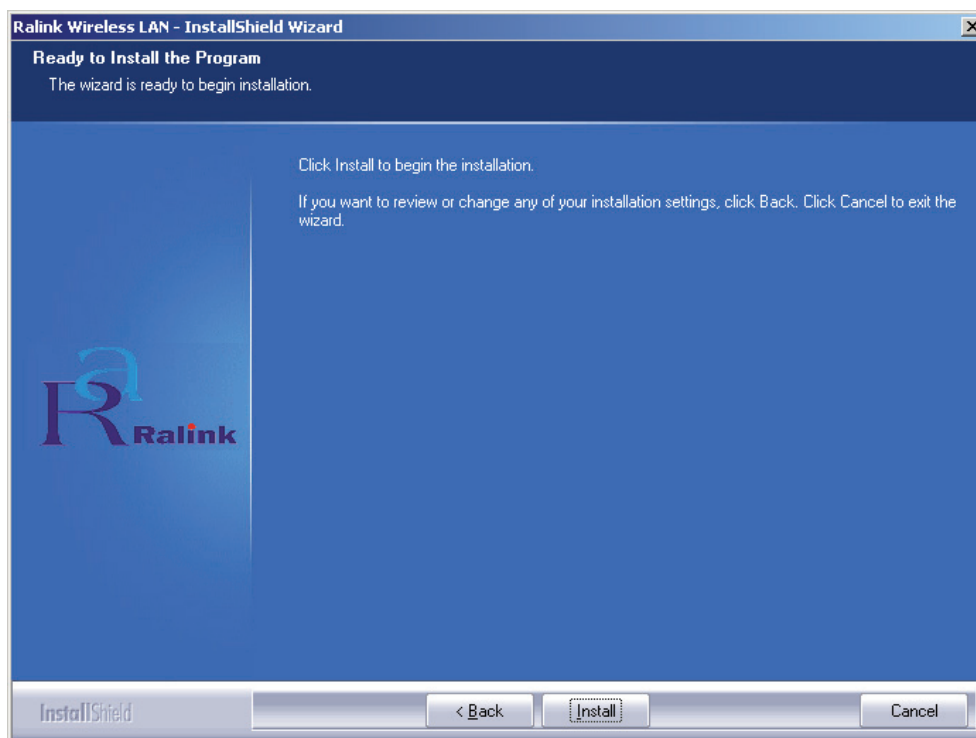 Ralink Wireless LAN - InstallShield Wizard
Ready to Install the Program
The wizard is ready to begin installation.
Click Install to begin the installation.
If you want to review or change any of your installation settings, click Back. Click Cancel to exit the
wizard.
Ra
Ralink
InstallShield
< Back
Install
Cancel